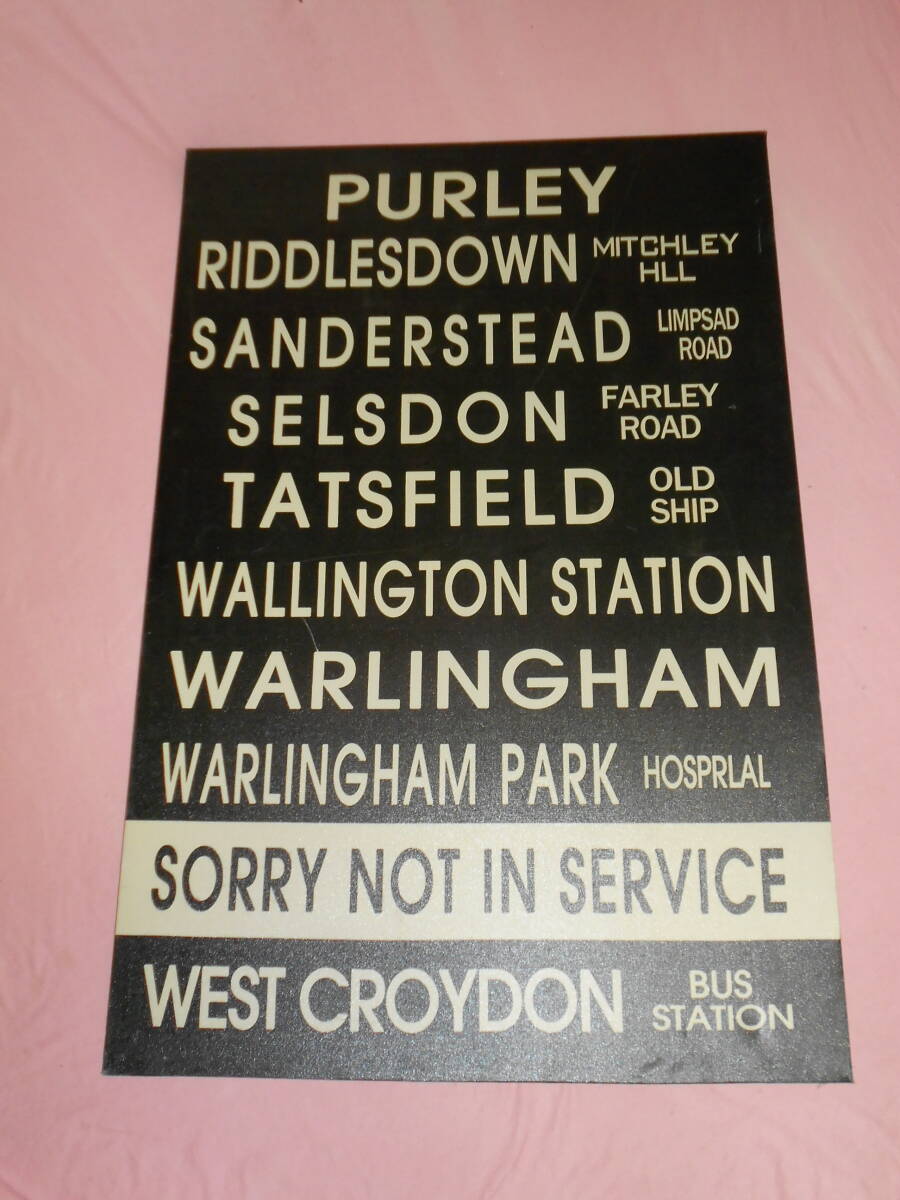 PURLEY
RIDDLESDOWN MITCHLEY HLL
SANDERSTEAD LIMPSAD ROAD
SELSDON FARLEY ROAD
TATSFIELD OLD SHIP
WALLINGTON STATION
WARLINGHAM
WARLINGHAM PARK HOSPRLAL
SORRY NOT IN SERVICE
WEST CROYDON BUS STATION